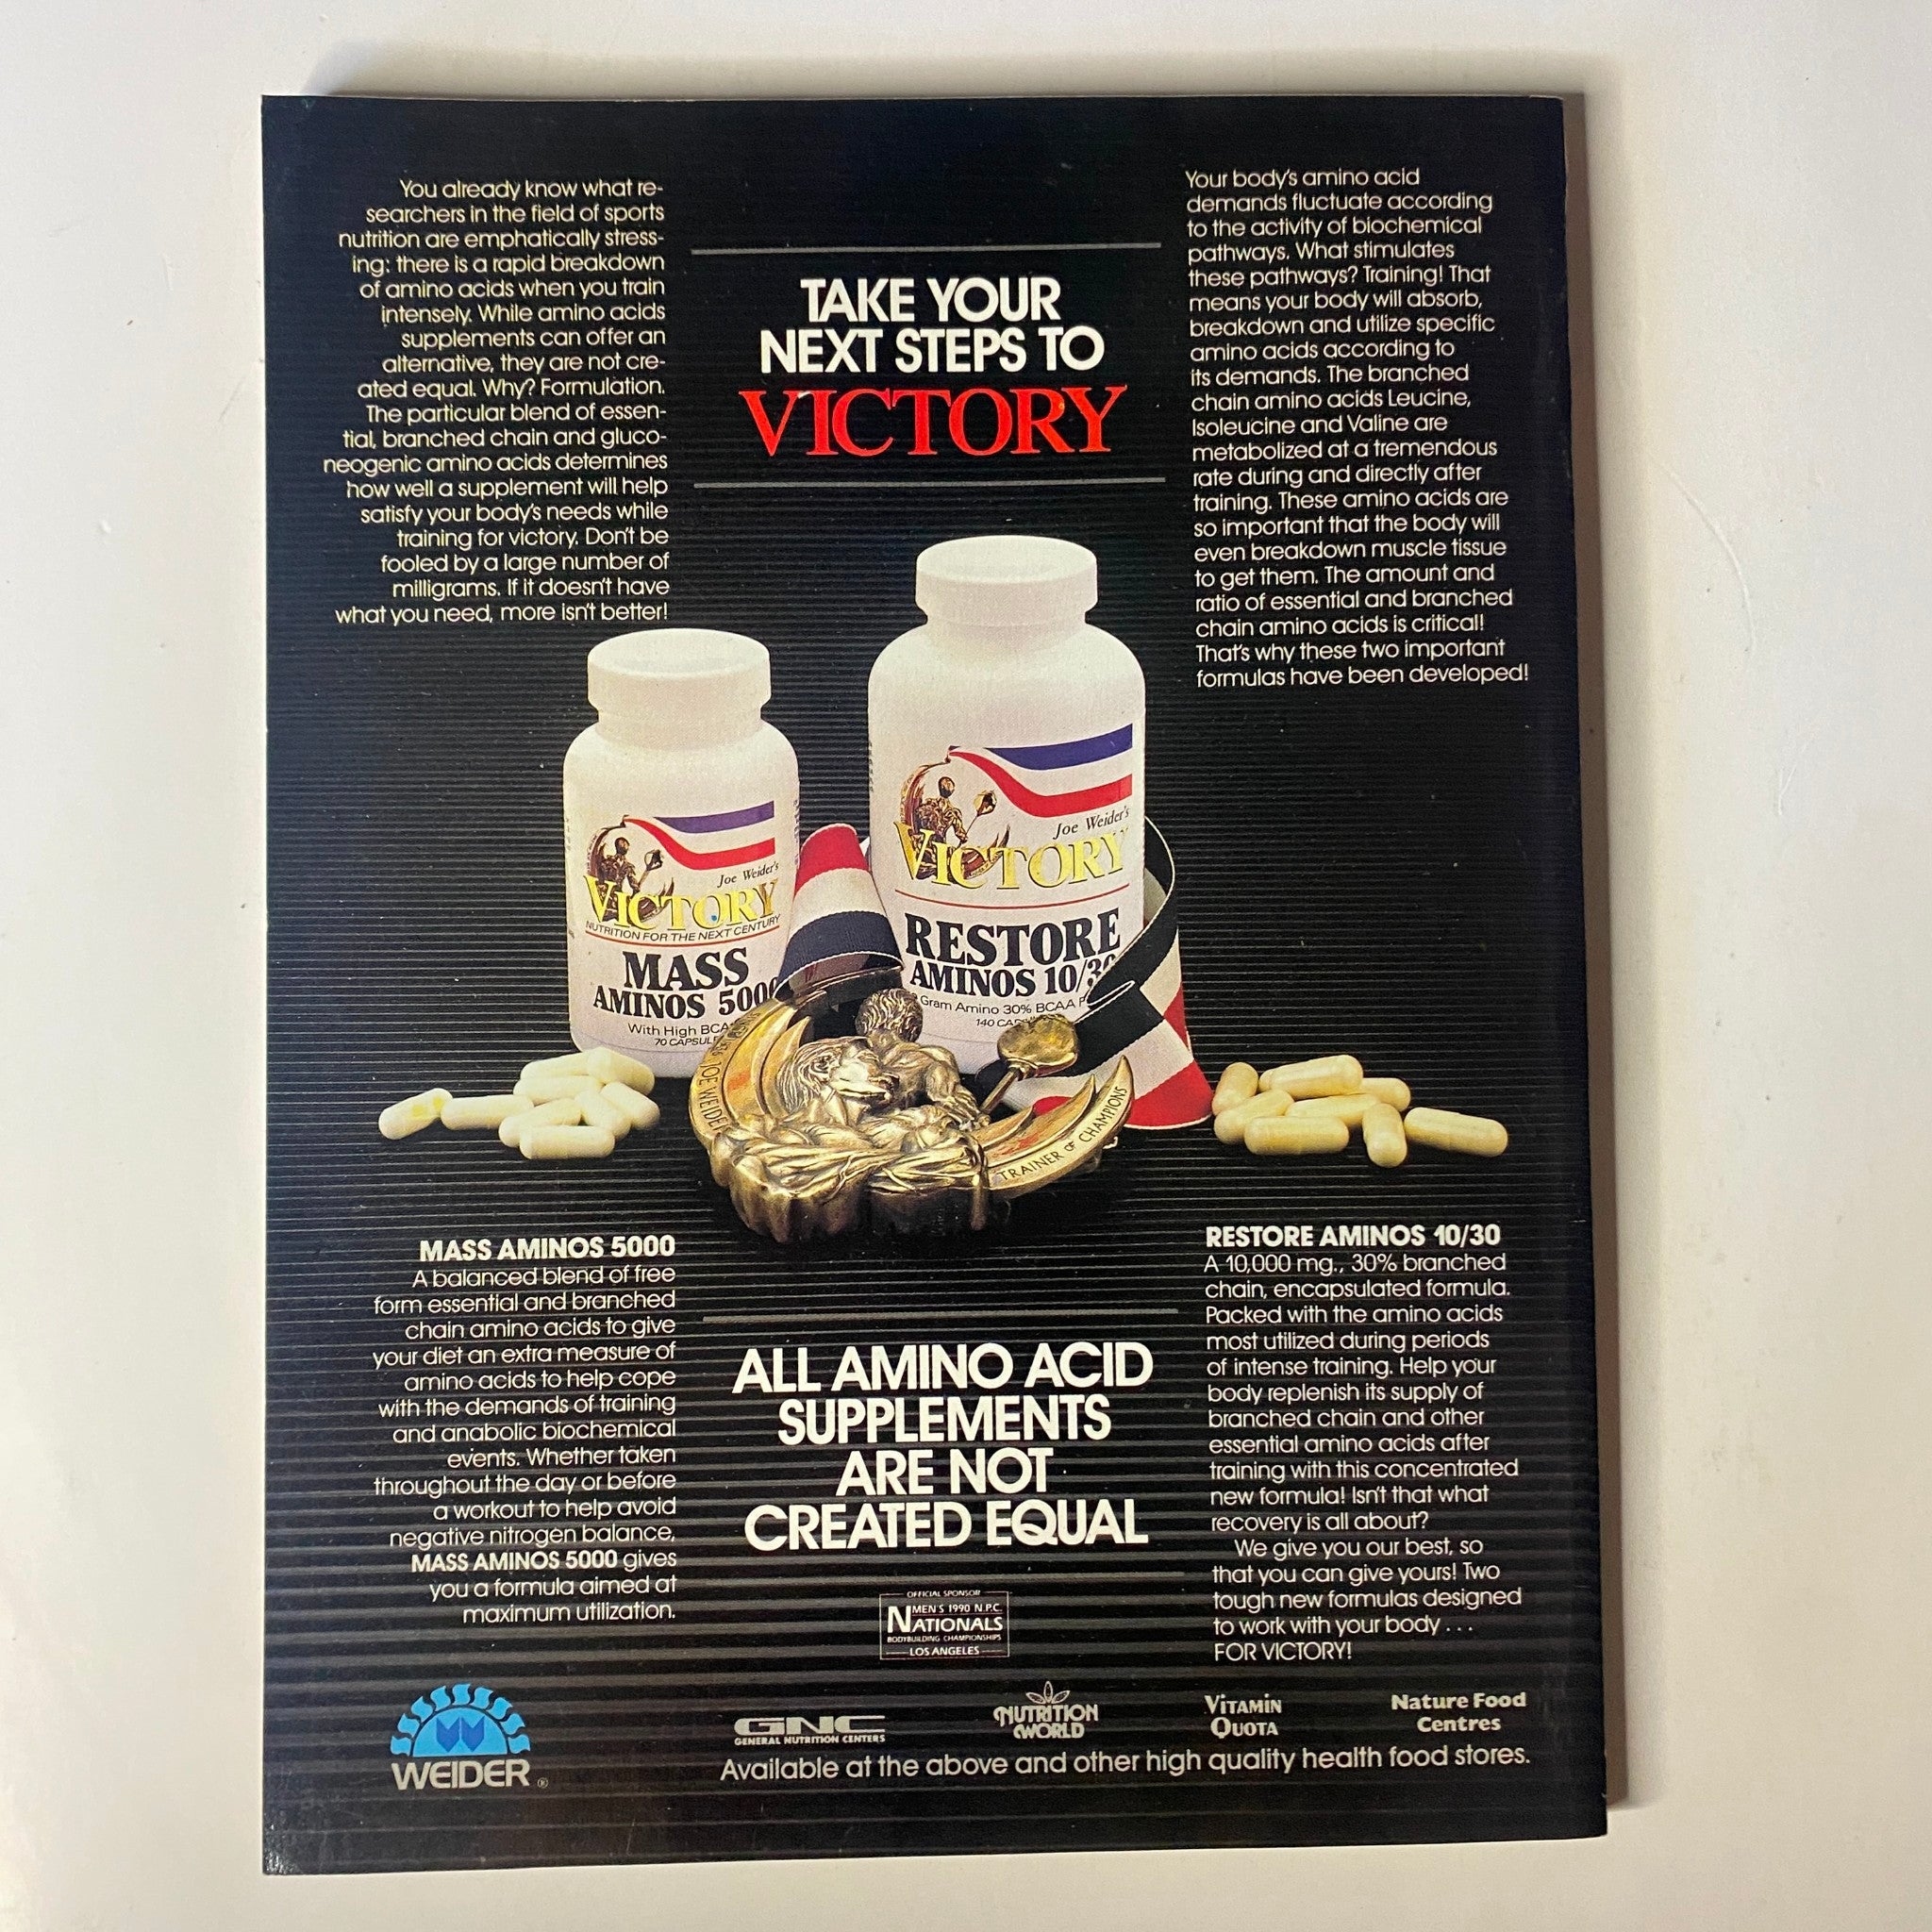 You already know what re-
searchers in the field of sports
nutrition are emphatically stress-
ing: there is a rapid breakdown
of amino acids when you train
intensely. While amino acids
supplements can offer an
alternative, they are not cre-
ated equal. Why? Formulation.
The particular blend of essen-
tial, branched chain and gluco-
neogenic amino acids determines
how well a supplement will help
satisfy your body's needs while
training for victory. Don't be
fooled by a large number of
milligrams. If it doesn't have
what you need, more isn't better!
TAKE YOUR
NEXT STEPS TO
VICTORY
Your body's amino acid
demands fluctuate according
to the activity of biochemical
pathways. What stimulates
these pathways? Training! That
means your body will absorb,
breakdown and utilize specific
amino acids according to
its demands. The branched
chain amino acids Leucine,
Isoleucine and Valine are
metabolized at a tremendous
rate during and directly after
training. These amino acids are
so important that the body will
even breakdown muscle tissue
to get them. The amount and
ratio of essential and branched
chain amino acids is critical!
That's why these two important
formulas have been developed!
Joe Weider's
VICTORY
NUTRITION FOR THE NEXT CENTURY
MASS
AMINOS 5000
With High BCA
70 CAPSUL
Joe Weider's
VICTORY
RESTORE
AMINOS 10/30
Gram Amino 30% BCAA
140 CAP
JOE WEIDER
TRAINER OF CHAMPIONS
MASS AMINOS 5000
A balanced blend of free
form essential and branched
chain amino acids to give
your diet an extra measure of
amino acids to help cope
with the demands of training
and anabolic biochemical
events. Whether taken
throughout the day or before
a workout to help avoid
negative nitrogen balance,
MASS AMINOS 5000 gives
you a formula aimed at
maximum utilization.
ALL AMINO ACID
SUPPLEMENTS
ARE NOT
CREATED EQUAL
OFFICIAL SPONSOR
MEN'S 1990 N.P.C.
NATIONALS
BODYBUILDING CHAMPIONSHIPS
LOS ANGELES
RESTORE AMINOS 10/30
A 10,000 mg., 30% branched
chain, encapsulated formula.
Packed with the amino acids
most utilized during periods
of intense training. Help your
body replenish its supply of
branched chain and other
essential amino acids after
training with this concentrated
new formula! Isn't that what
recovery is all about?
We give you our best, so
that you can give yours! Two
tough new formulas designed
to work with your body . . .
FOR VICTORY!
WEIDER®
GNC
GENERAL NUTRITION CENTERS
NUTRITION
WORLD
VITAMIN
QUOTA
Nature Food
Centres
Available at the above and other high quality health food stores.